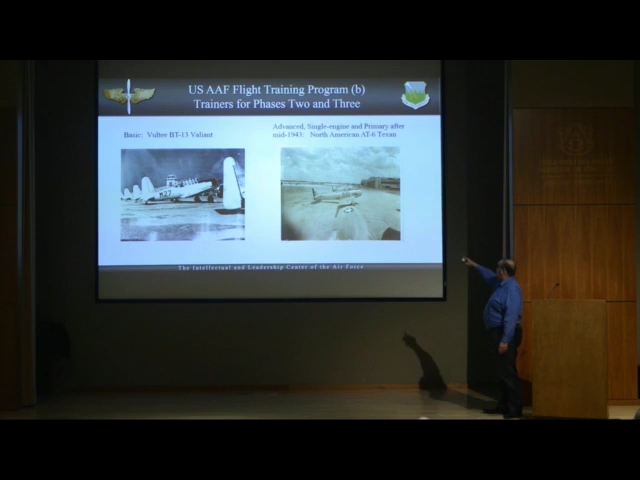 US AAF Flight Training Program (b)
Trainers for Phases Two and Three
Basic: Vultee BT-13 Valiant
Advanced, Single-engine and Primary after
mid-1943: North American AT-6 Texan
The Intellectual and Leadership Center of the Air Force